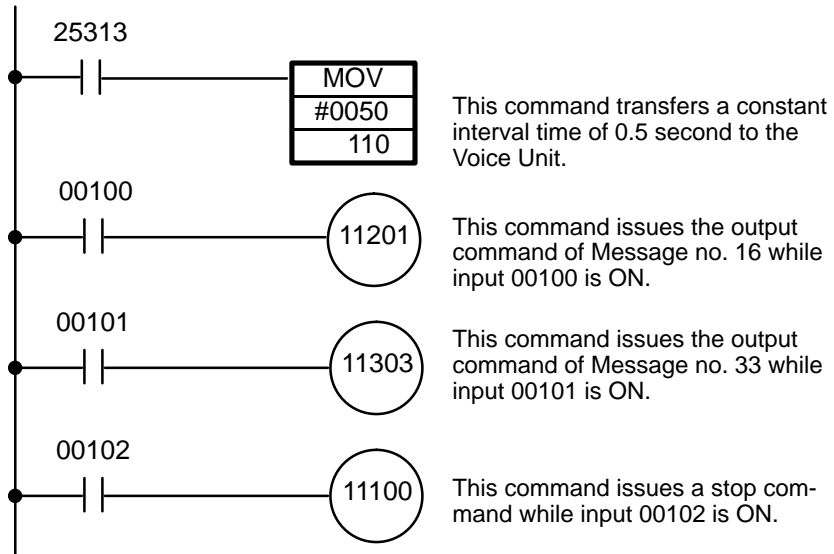 25313
MOV
#0050
110
This command transfers a constant
interval time of 0.5 second to the
Voice Unit.
00100
11201
This command issues the output
command of Message no. 16 while
input 00100 is ON.
00101
11303
This command issues the output
command of Message no. 33 while
input 00101 is ON.
00102
11100
This command issues a stop com-
mand while input 00102 is ON.